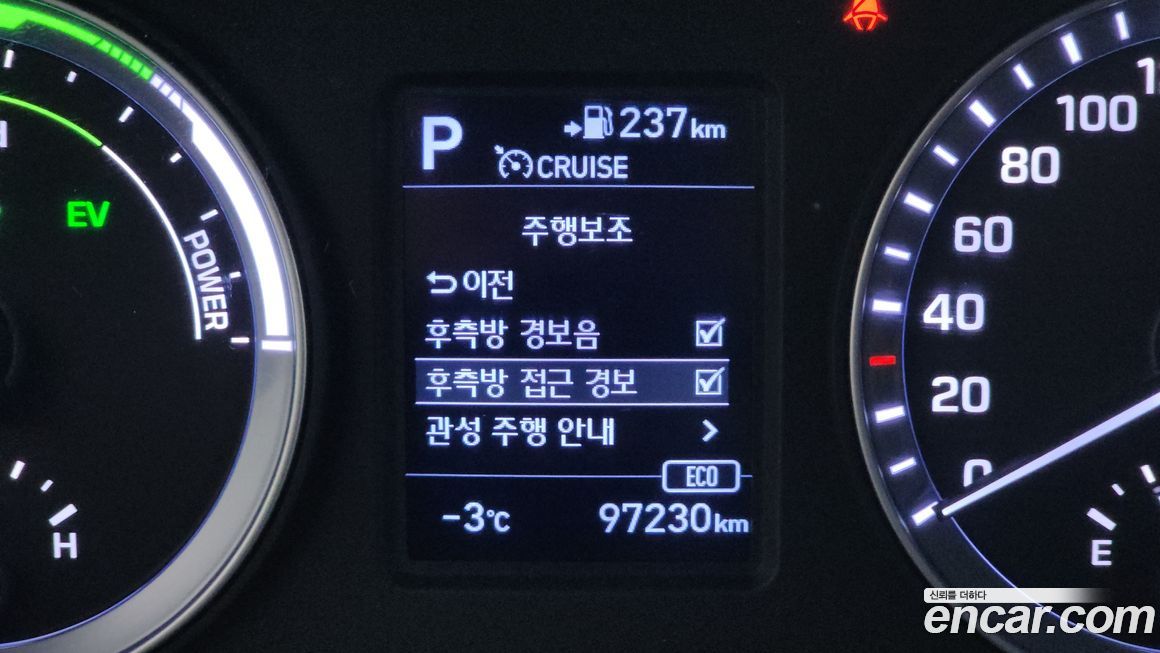 P
237km
CRUISE
주행보조
이전
후측방 경보음
후측방 접근 경보
관성 주행 안내
ECO
-3°C
97230km
EV
POWER
H
100
80
60
40
20
0
E
신뢰를 더하다
encar.com